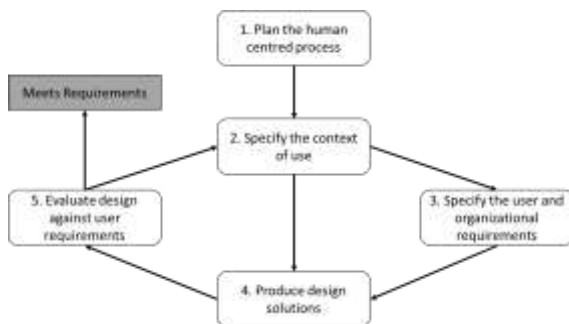 1. Plan the human
centred process
Meets Requirements
2. Specify the context
of use
5. Evaluate design
against user
requirements
3. Specify the user and
organizational
requirements
4. Produce design
solutions